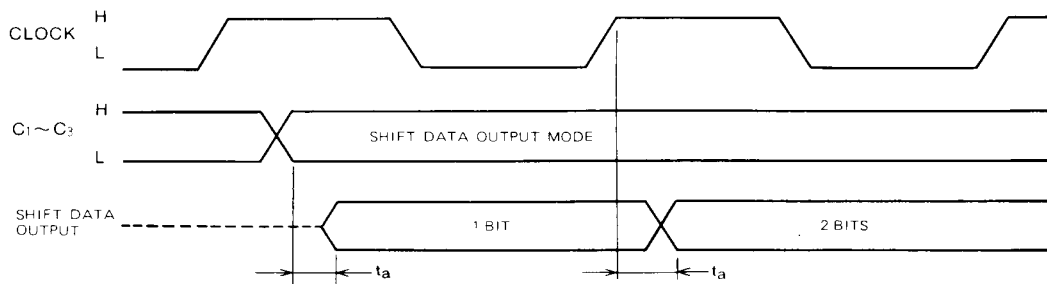 H
CLOCK
L
H
C₁~C₃
L
SHIFT DATA OUTPUT MODE
SHIFT DATA
OUTPUT
1 BIT
2 BITS
ta
ta